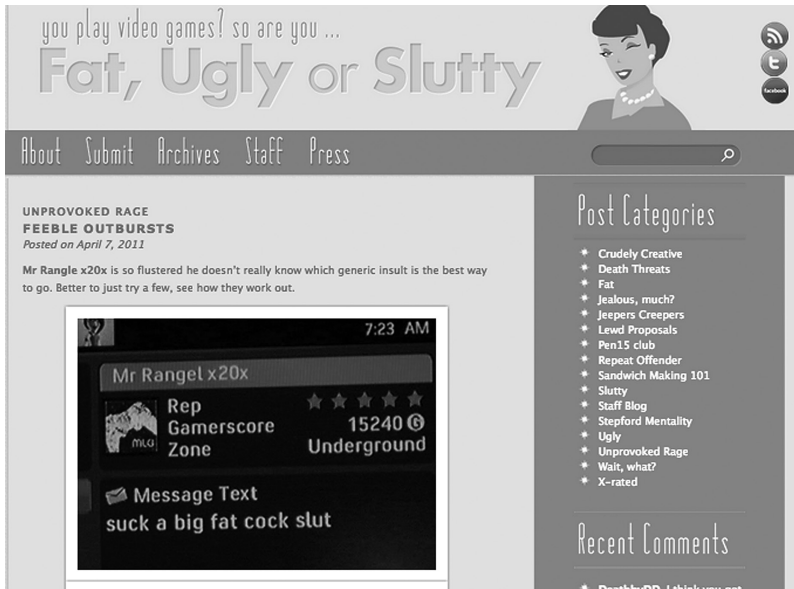 you play video games? so are you ...
Fat, Ugly or Slutty
facebook
About Submit Archives Staff Press
UNPROVOKED RAGE
FEEBLE OUTBURSTS
Posted on April 7, 2011
Mr Rangle x20x is so flustered he doesn't really know which generic insult is the best way
to go. Better to just try a few, see how they work out.
7:23 AM
Mr Rangel x20x
Rep
Gamerscore 15240 G
Zone Underground
MLG
Message Text
suck a big fat cock slut
Post Categories
Crudely Creative
Death Threats
Fat
Jealous, much?
Jeepers Creepers
Lewd Proposals
Pen15 club
Repeat Offender
Sandwich Making 101
Slutty
Staff Blog
Stepford Mentality
Ugly
Unprovoked Rage
Wait, what?
X-rated
Recent Comments